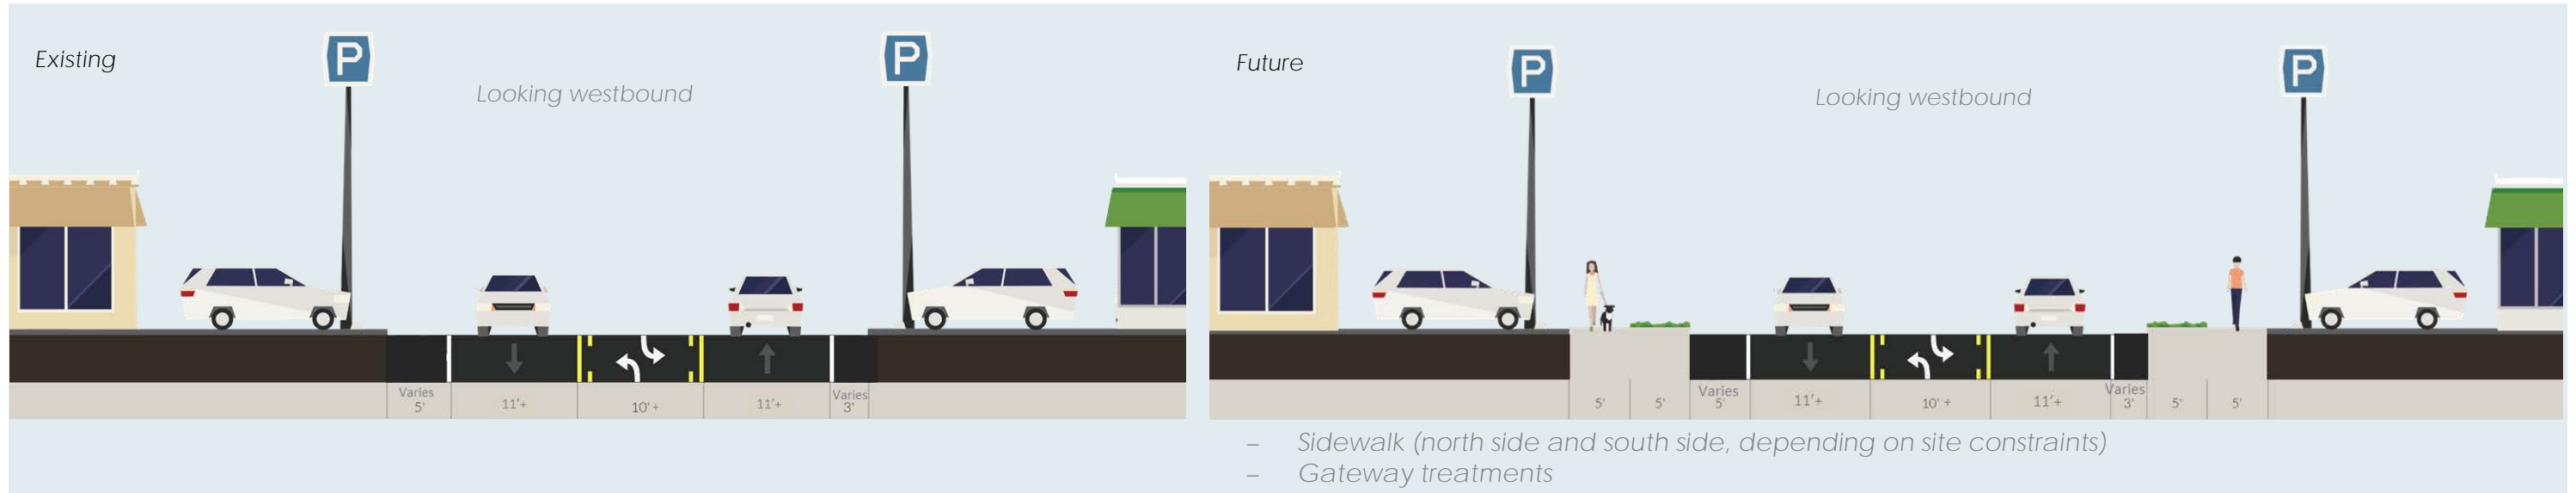 Existing
P
P
Looking westbound
Varies
5'
11'+
10' +
11'+
Varies
3'
Future
P
P
Looking westbound
5'
5'
Varies
5'
11'+
10' +
11'+
Varies
3'
5'
5'
– Sidewalk (north side and south side, depending on site constraints)
– Gateway treatments